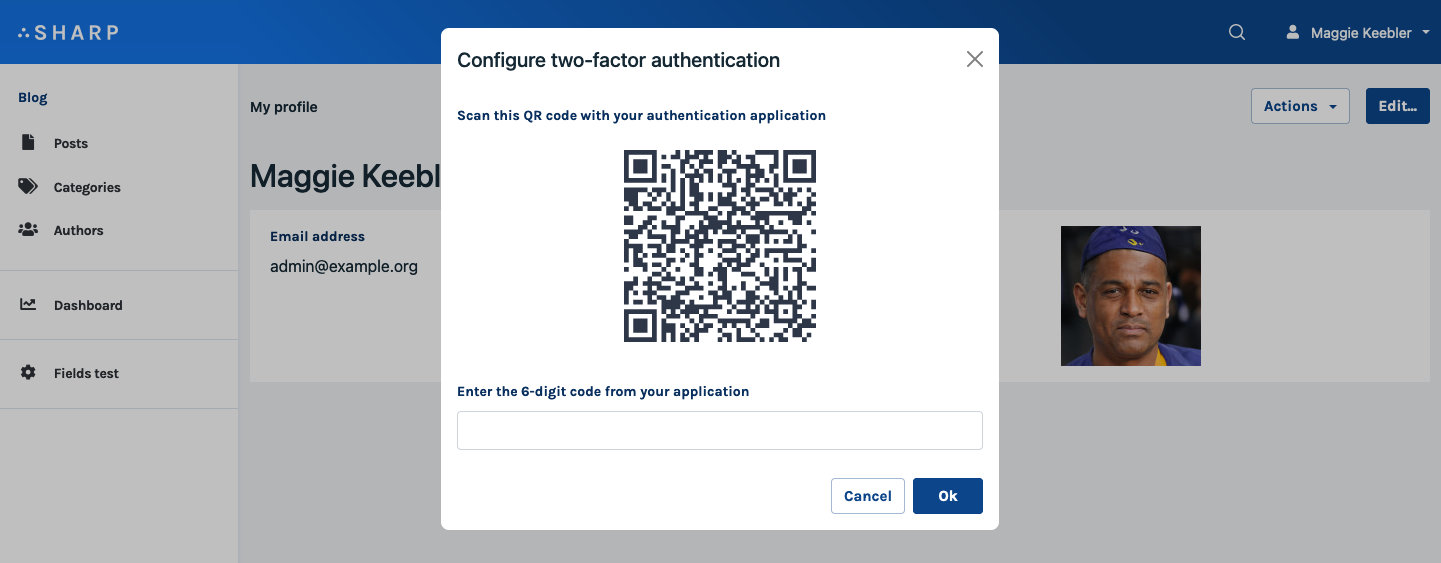 SHARP
Maggie Keebler
Configure two-factor authentication
Blog
Posts
Categories
Authors
Dashboard
Fields test
My profile
Actions
Edit...
Maggie Keebl
Email address
admin@example.org
Scan this QR code with your authentication application
Enter the 6-digit code from your application
Cancel
Ok